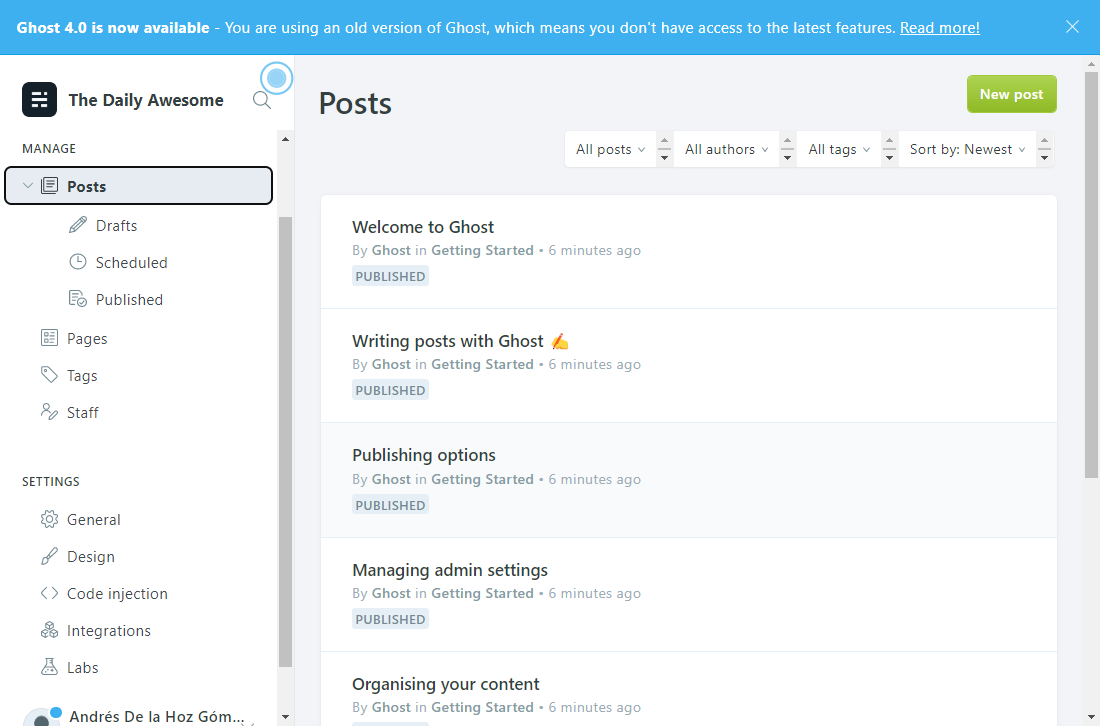 Ghost 4.0 is now available - You are using an old version of Ghost, which means you don't have access to the latest features. Read more!
The Daily Awesome
MANAGE
Posts
Drafts
Scheduled
Published
Pages
Tags
Staff
SETTINGS
General
Design
Code injection
Integrations
Labs
Andrés De la Hoz Góm...
Posts
New post
All posts
All authors
All tags
Sort by: Newest
Welcome to Ghost
By Ghost in Getting Started • 6 minutes ago
PUBLISHED
Writing posts with Ghost ✍️
By Ghost in Getting Started • 6 minutes ago
PUBLISHED
Publishing options
By Ghost in Getting Started • 6 minutes ago
PUBLISHED
Managing admin settings
By Ghost in Getting Started • 6 minutes ago
PUBLISHED
Organising your content
By Ghost in Getting Started • 6 minutes ago